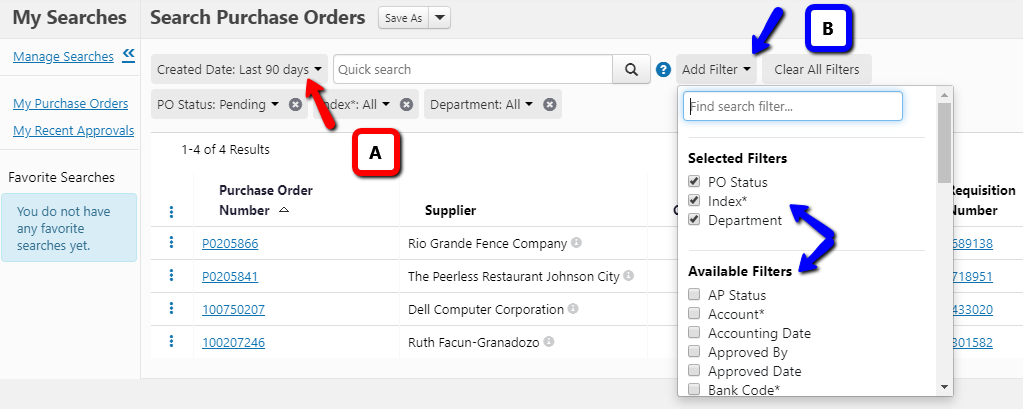 My Searches
Manage Searches
My Purchase Orders
My Recent Approvals
Favorite Searches
You do not have
any favorite
searches yet.
Search Purchase Orders
Save As
Created Date: Last 90 days
Quick search
?
Add Filter
Clear All Filters
B
PO Status: Pending
Index*: All
Department: All
A
1-4 of 4 Results
Purchase Order
Number
Supplier
Requisition
Number
P0205866
Rio Grande Fence Company
689138
P0205841
The Peerless Restaurant Johnson City
718951
100750207
Dell Computer Corporation
433020
100207246
Ruth Facun-Granadozo
301582
Find search filter...
Selected Filters
PO Status
Index*
Department
Available Filters
AP Status
Account*
Accounting Date
Approved By
Approved Date
Bank Code*